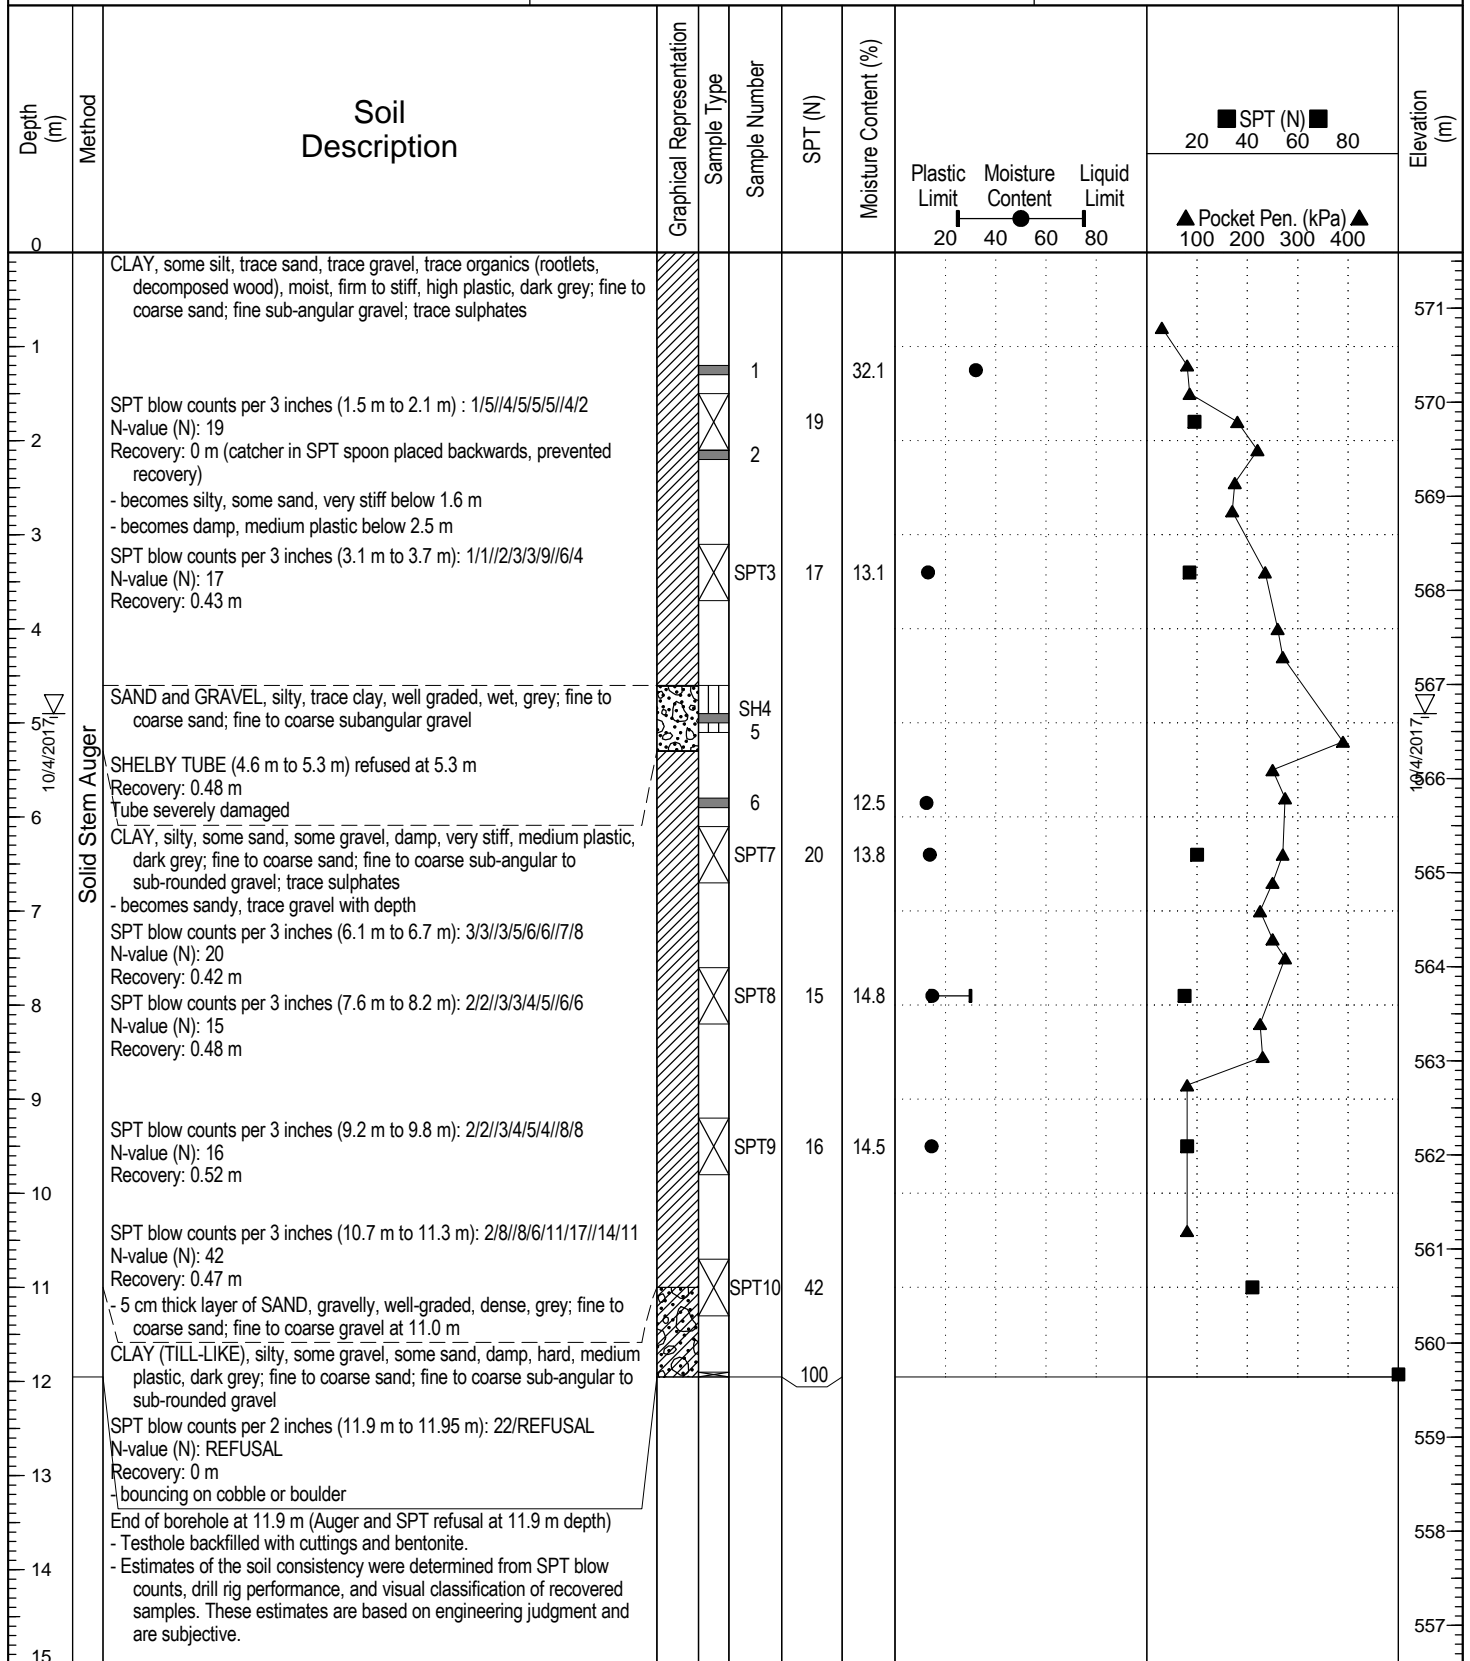 Depth
(m)
Method
Soil
Description
Graphical Representation
Sample Type
Sample Number
SPT (N)
Moisture Content (%)
Plastic
Limit
Moisture
Content
Liquid
Limit
20 40 60 80
■ SPT (N) ■
20 40 60 80
▲ Pocket Pen. (kPa) ▲
100 200 300 400
Elevation
(m)
0
1
2
3
4
5
6
7
8
9
10
11
12
13
14
15
10/4/2017
Solid Stem Auger
CLAY, some silt, trace sand, trace gravel, trace organics (rootlets,
decomposed wood), moist, firm to stiff, high plastic, dark grey; fine to
coarse sand; fine sub-angular gravel; trace sulphates
SPT blow counts per 3 inches (1.5 m to 2.1 m) : 1/5//4/5/5/5//4/2
N-value (N): 19
Recovery: 0 m (catcher in SPT spoon placed backwards, prevented
recovery)
- becomes silty, some sand, very stiff below 1.6 m
- becomes damp, medium plastic below 2.5 m
SPT blow counts per 3 inches (3.1 m to 3.7 m): 1/1//2/3/3/9//6/4
N-value (N): 17
Recovery: 0.43 m
SAND and GRAVEL, silty, trace clay, well graded, wet, grey; fine to
coarse sand; fine to coarse subangular gravel
SHELBY TUBE (4.6 m to 5.3 m) refused at 5.3 m
Recovery: 0.48 m
Tube severely damaged
CLAY, silty, some sand, some gravel, damp, very stiff, medium plastic,
dark grey; fine to coarse sand; fine to coarse sub-angular to
sub-rounded gravel; trace sulphates
- becomes sandy, trace gravel with depth
SPT blow counts per 3 inches (6.1 m to 6.7 m): 3/3//3/5/6/6//7/8
N-value (N): 20
Recovery: 0.42 m
SPT blow counts per 3 inches (7.6 m to 8.2 m): 2/2//3/3/4/5//6/6
N-value (N): 15
Recovery: 0.48 m
SPT blow counts per 3 inches (9.2 m to 9.8 m): 2/2//3/4/5/4//8/8
N-value (N): 16
Recovery: 0.52 m
SPT blow counts per 3 inches (10.7 m to 11.3 m): 2/8//8/6/11/17//14/11
N-value (N): 42
Recovery: 0.47 m
- 5 cm thick layer of SAND, gravelly, well-graded, dense, grey; fine to
coarse sand; fine to coarse gravel at 11.0 m
CLAY (TILL-LIKE), silty, some gravel, some sand, damp, hard, medium
plastic, dark grey; fine to coarse sand; fine to coarse sub-angular to
sub-rounded gravel
SPT blow counts per 2 inches (11.9 m to 11.95 m): 22/REFUSAL
N-value (N): REFUSAL
Recovery: 0 m
- bouncing on cobble or boulder
End of borehole at 11.9 m (Auger and SPT refusal at 11.9 m depth)
- Testhole backfilled with cuttings and bentonite.
- Estimates of the soil consistency were determined from SPT blow
counts, drill rig performance, and visual classification of recovered
samples. These estimates are based on engineering judgment and
are subjective.
1 32.1
19
2
SPT3 17 13.1
SH4
5
6 12.5
SPT7 20 13.8
SPT8 15 14.8
SPT9 16 14.5
SPT10 42
100
571
570
569
568
567
10/4/2017
566
565
564
563
562
561
560
559
558
557